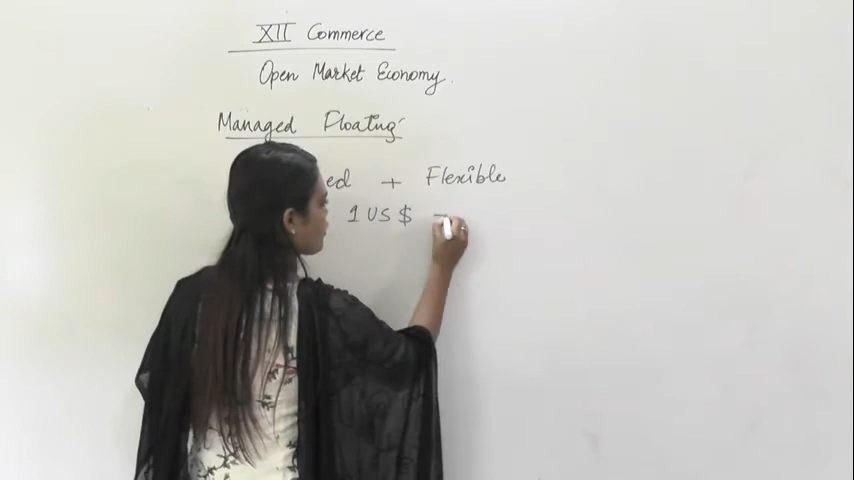 XII Commerce
Open Market Economy.
Managed Floating
ed + Flexible
1 US $